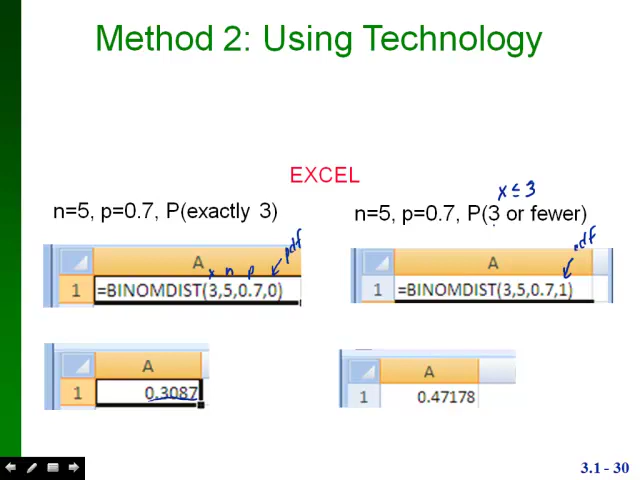 Method 2: Using Technology
EXCEL
n=5, p=0.7, P(exactly 3)
x n p pdf
A
1 =BINOMDIST(3,5,0.7,0)
A
1 0.3087
x ≤ 3
n=5, p=0.7, P(3 or fewer)
cdf
A
1 =BINOMDIST(3,5,0.7,1)
A
1 0.47178
3.1 - 30